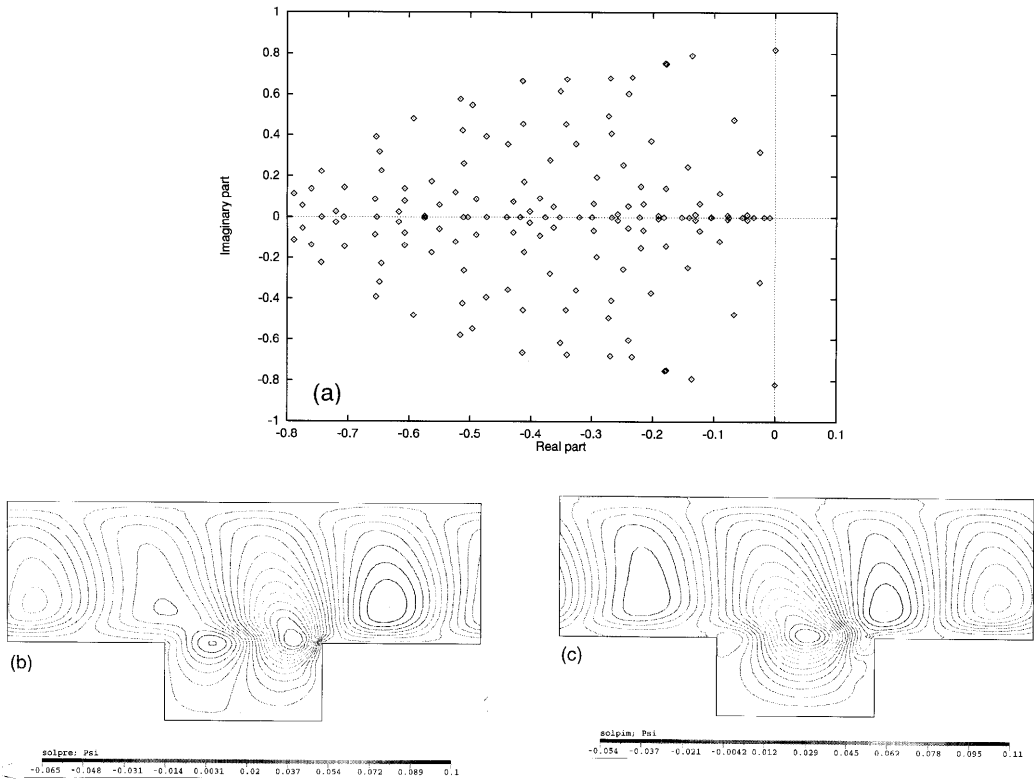 1
0.8
0.6
0.4
0.2
0
-0.2
-0.4
-0.6
-0.8
-1
Imaginary part
(a)
-0.8 -0.7 -0.6 -0.5 -0.4 -0.3 -0.2 -0.1 0 0.1
Real part
(b)
(c)
solpre; Psi
-0.065 -0.048 -0.031 -0.014 0.0031 0.02 0.037 0.054 0.072 0.089 0.1
solpim; Psi
-0.054 -0.037 -0.021 -0.0042 0.012 0.029 0.045 0.062 0.078 0.095 0.11